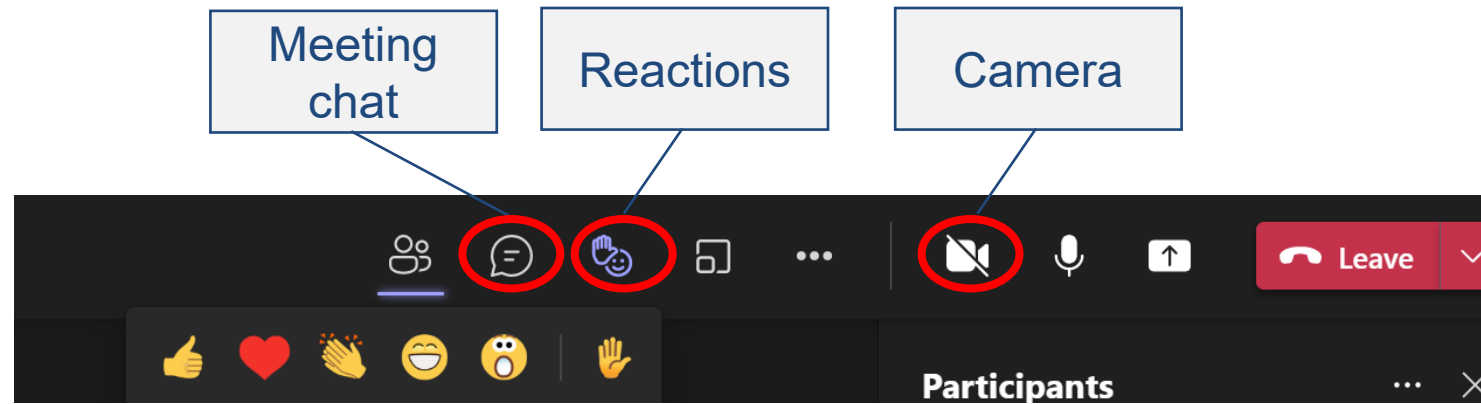 Meeting
chat
Reactions
Camera
Leave
Participants